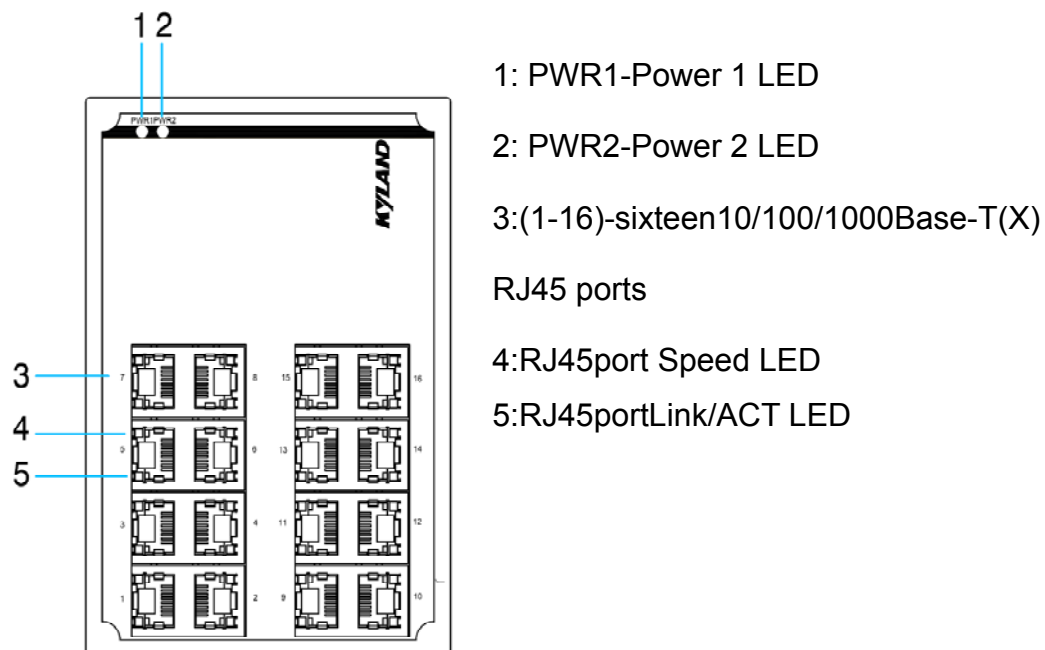 1 2
PWR1PWR2
KYLAND
3
4
5
7
8
15
16
5
6
13
14
3
4
11
12
1
2
9
10
1: PWR1-Power 1 LED
2: PWR2-Power 2 LED
3:(1-16)-sixteen10/100/1000Base-T(X)
RJ45 ports
4:RJ45port Speed LED
5:RJ45portLink/ACT LED